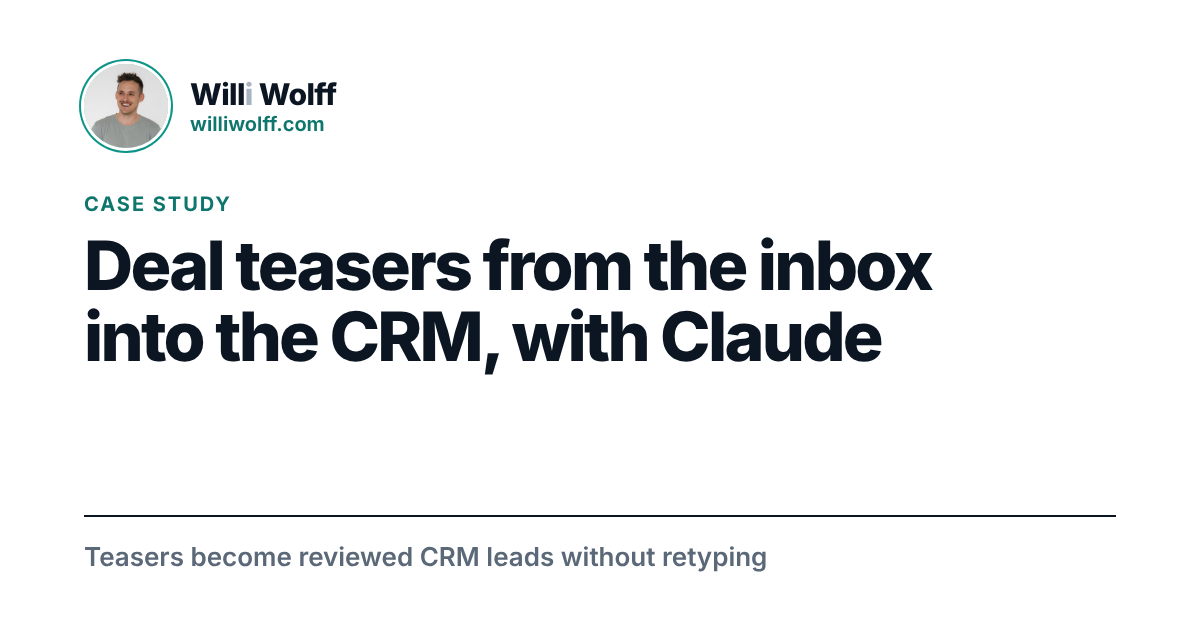 Willi Wolff
williwolff.com
CASE STUDY
Deal teasers from the inbox
into the CRM, with Claude
Teasers become reviewed CRM leads without retyping